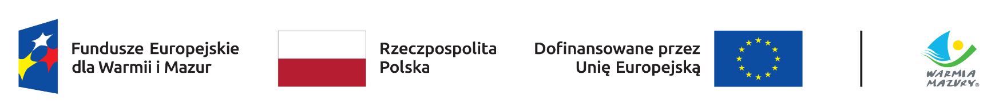 Fundusze Europejskie
dla Warmii i Mazur
Rzeczpospolita
Polska
Dofinansowane przez
Unię Europejską
WARMIA
MAZURY®